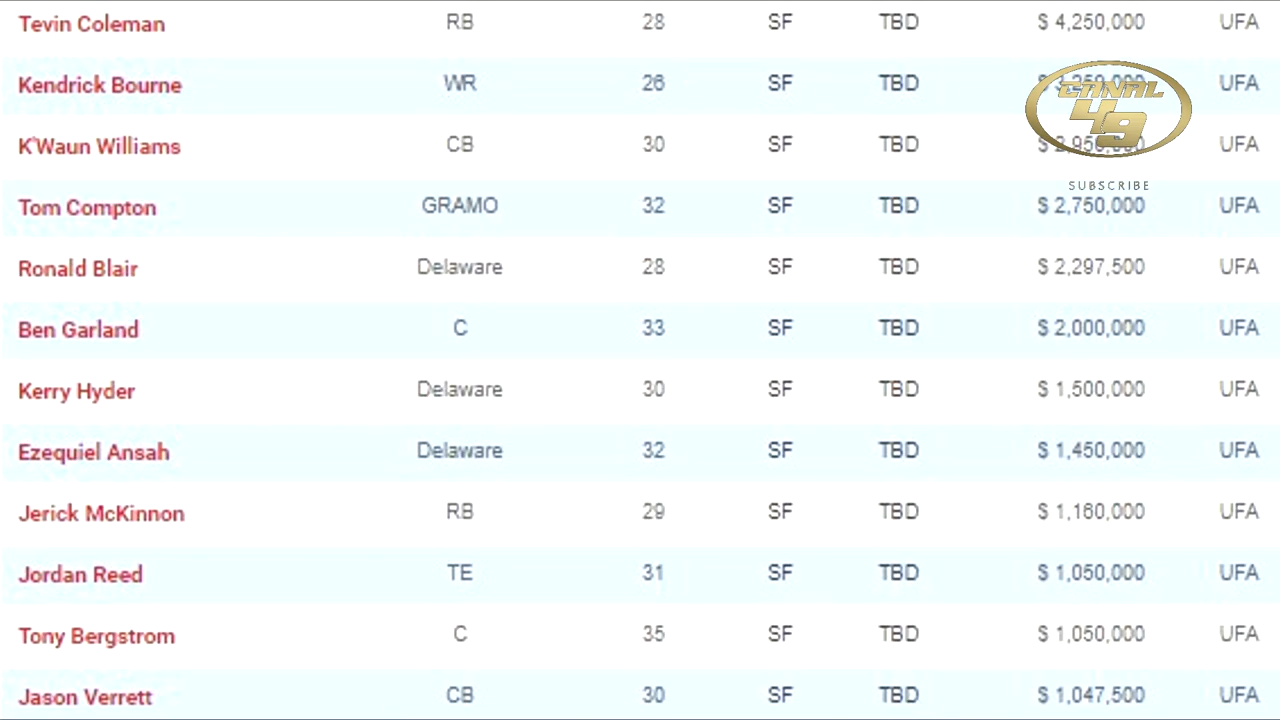 Tevin Coleman RB 28 SF TBD $ 4,250,000 UFA
Kendrick Bourne WR 26 SF TBD $ 3,259,000 UFA
CANAL
49
K'Waun Williams CB 30 SF TBD $ 2,950,000 UFA
SUBSCRIBE
Tom Compton GRAMO 32 SF TBD $ 2,750,000 UFA
Ronald Blair Delaware 28 SF TBD $ 2,297,500 UFA
Ben Garland C 33 SF TBD $ 2,000,000 UFA
Kerry Hyder Delaware 30 SF TBD $ 1,500,000 UFA
Ezequiel Ansah Delaware 32 SF TBD $ 1,450,000 UFA
Jerick McKinnon RB 29 SF TBD $ 1,160,000 UFA
Jordan Reed TE 31 SF TBD $ 1,050,000 UFA
Tony Bergstrom C 35 SF TBD $ 1,050,000 UFA
Jason Verrett CB 30 SF TBD $ 1,047,500 UFA